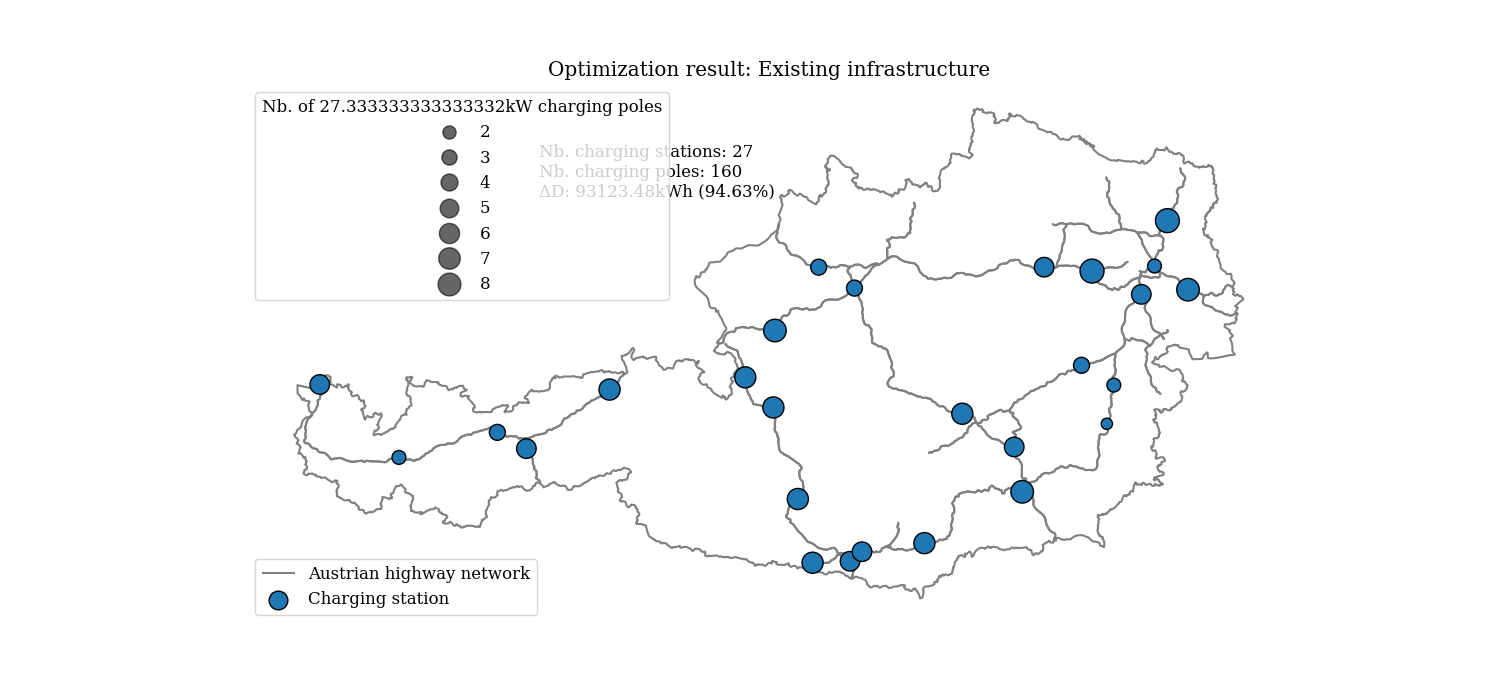 Optimization result: Existing infrastructure
Nb. of 27.333333333333332kW charging poles
2
3
4
5
6
7
8
Nb. charging stations: 27
Nb. charging poles: 160
ΔD: 93123.48kWh (94.63%)
Austrian highway network
Charging station